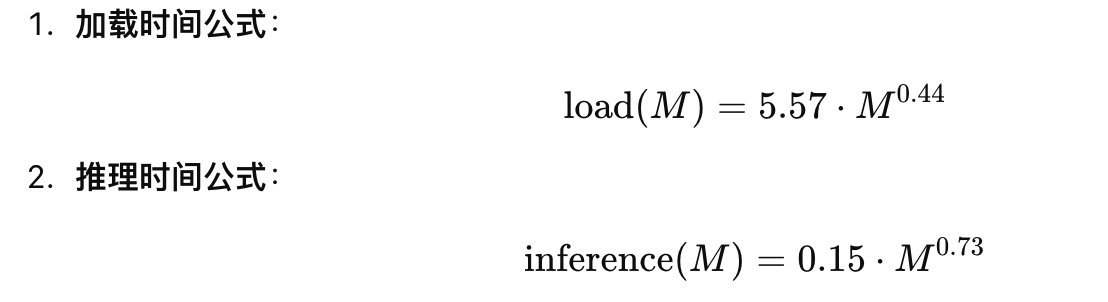 1. 加载时间公式：
load(M) = 5.57 · M^0.44
2. 推理时间公式：
inference(M) = 0.15 · M^0.73